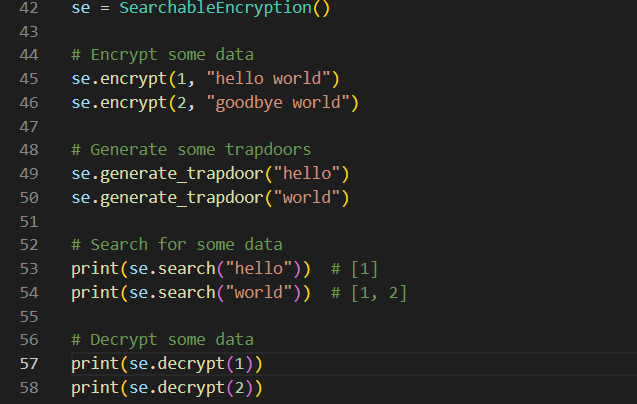 42 se = SearchableEncryption()
43
44 # Encrypt some data
45 se.encrypt(1, "hello world")
46 se.encrypt(2, "goodbye world")
47
48 # Generate some trapdoors
49 se.generate_trapdoor("hello")
50 se.generate_trapdoor("world")
51
52 # Search for some data
53 print(se.search("hello"))  # [1]
54 print(se.search("world"))  # [1, 2]
55
56 # Decrypt some data
57 print(se.decrypt(1))
58 print(se.decrypt(2))